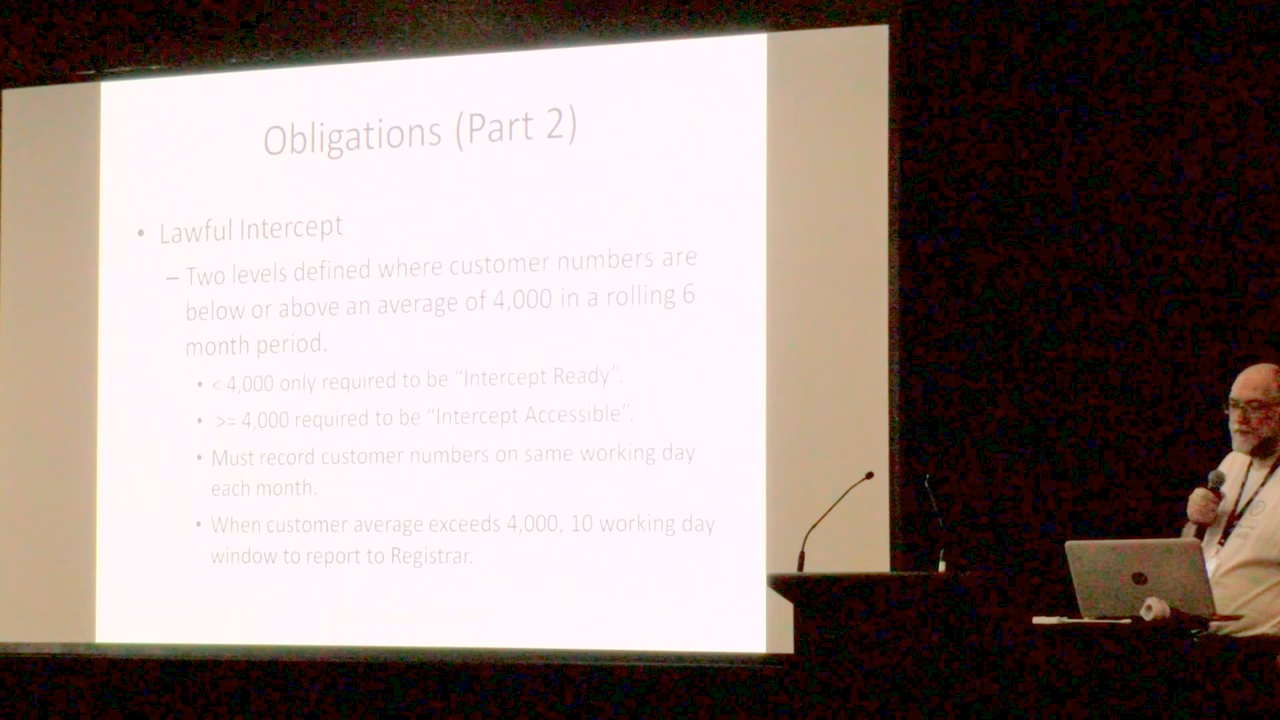 Obligations (Part 2)
• Lawful Intercept
– Two levels defined where customer numbers are
below or above an average of 4,000 in a rolling 6
month period.
• < 4,000 only required to be “Intercept Ready”.
• >= 4,000 required to be “Intercept Accessible”.
• Must record customer numbers on same working day
each month.
• When customer average exceeds 4,000, 10 working day
window to report to Registrar.